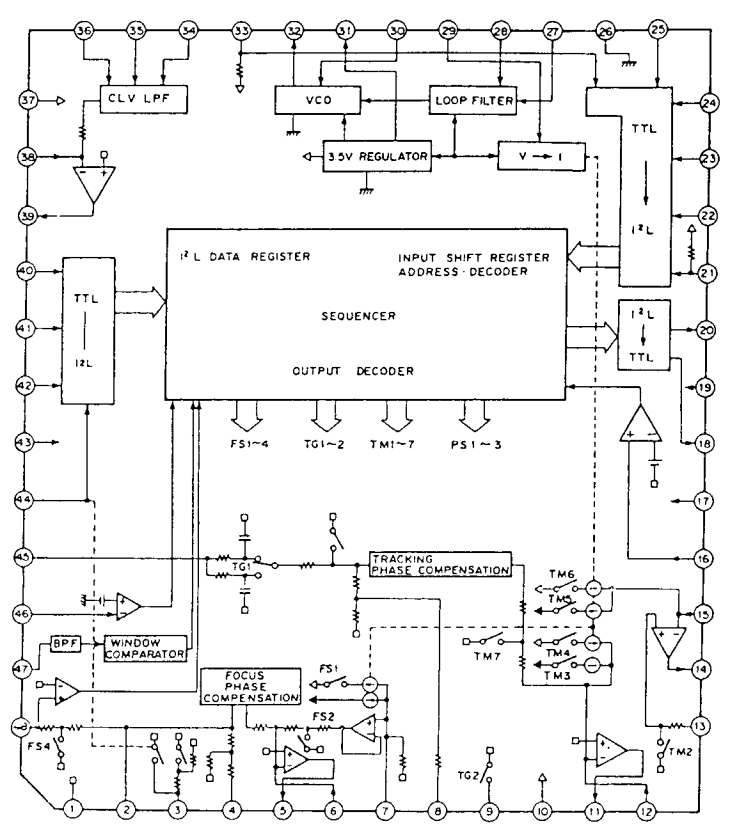 36 35 34 33 32 31 30 29 28 27 26 25
37
CLV LPF
VCO
LOOP FILTER
24
TTL
38
- +
3.5V REGULATOR
V → I
23
39
22
I²L
I²L DATA REGISTER
INPUT SHIFT REGISTER
ADDRESS·DECODER
40
21
TTL
SEQUENCER
I²L
41
20
I²L
TTL
42
OUTPUT DECODER
19
43
FS1~4
TG1~2
TM1~7
PS1~3
+ -
18
44
17
45
TG1
TRACKING
PHASE COMPENSATION
16
TM6
46
+
-
TM5
15
BPF
WINDOW
COMPARATOR
+ -
47
TM7
TM4
14
FOCUS
PHASE
COMPENSATION
FS1
TM3
-
+
FS2
48
13
FS4
TM2
TG2
1 2 3 4 5 6 7 8 9 10 11 12